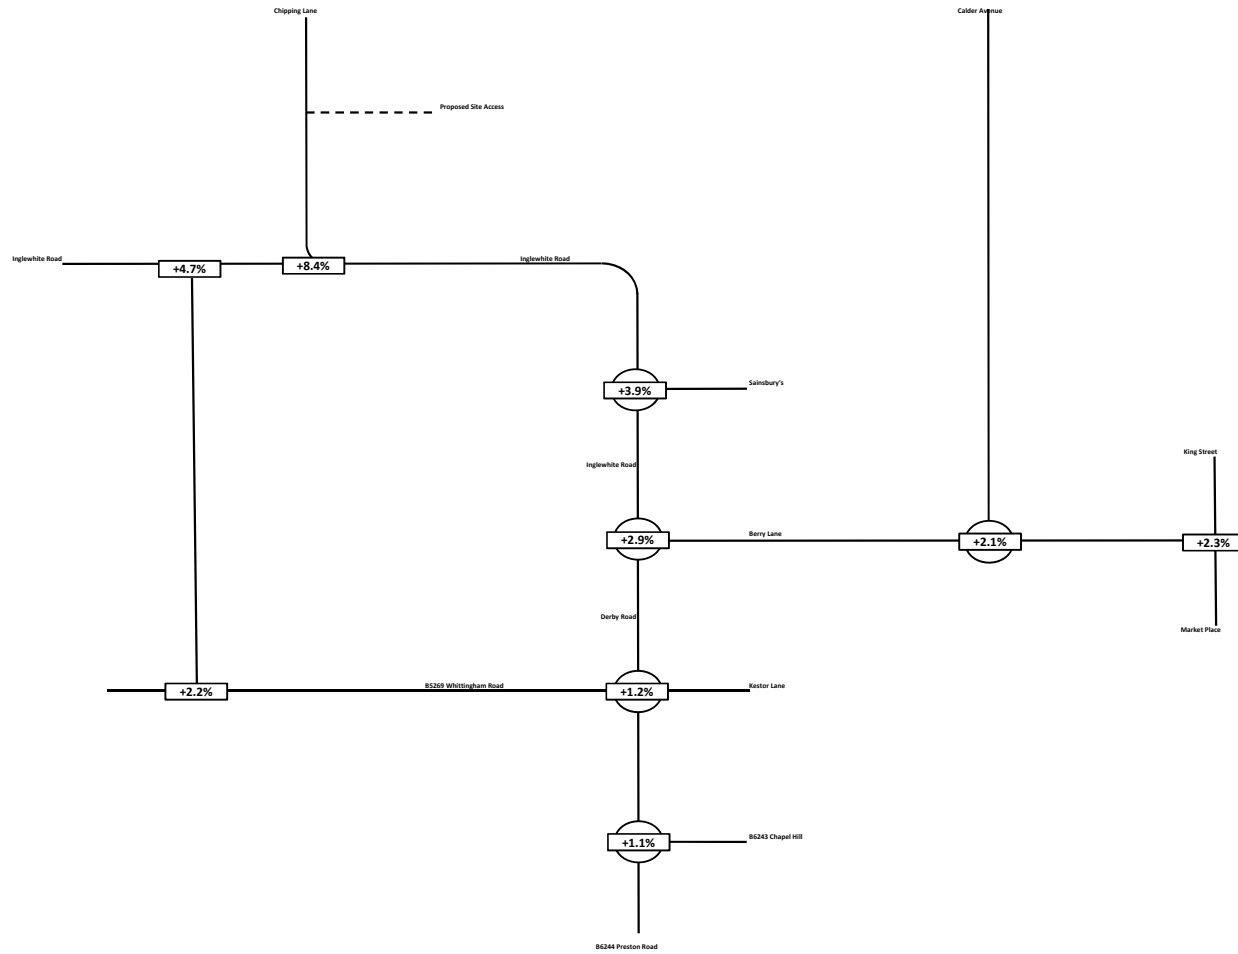 Chipping Lane
Calder Avenue
Proposed Site Access
Inglewhite Road
+4.7%
+8.4%
Inglewhite Road
+3.9%
Sainsbury's
Inglewhite Road
King Street
+2.9%
Berry Lane
+2.1%
+2.3%
Derby Road
Market Place
+2.2%
B5269 Whittingham Road
+1.2%
Kestor Lane
+1.1%
B6243 Chapel Hill
B6244 Preston Road